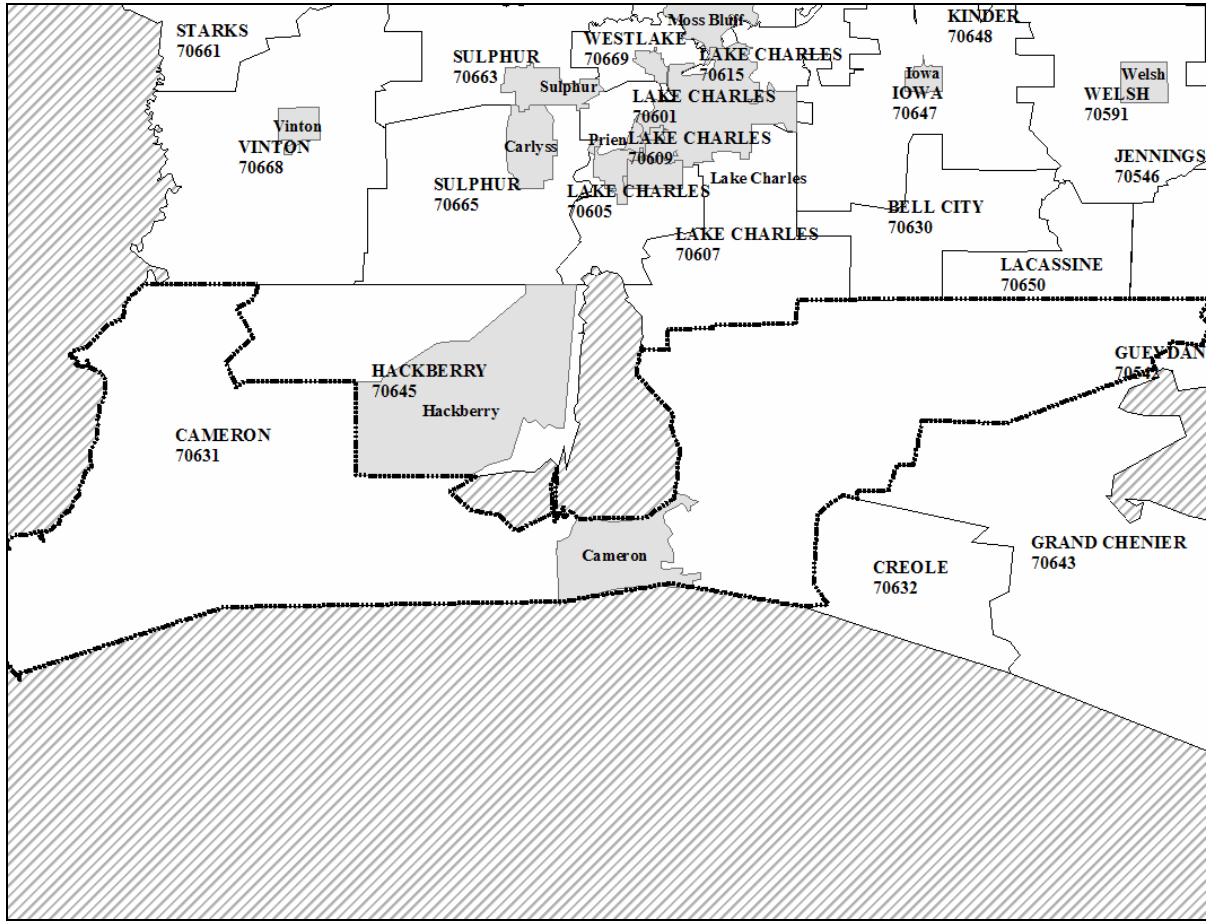 Moss Bluff
KINDER
70648
STARKS
70661
WESTLAKE
70669
SULPHUR
70663
LAKE CHARLES
70615
Iowa
Welsh
Sulphur
LAKE CHARLES
70601
IOWA
70647
WELSH
70591
Vinton
VINTON
70668
Carlyss
Prien
LAKE CHARLES
70609
JENNINGS
70546
Lake Charles
SULPHUR
70665
LAKE CHARLES
70605
BELL CITY
70630
LAKE CHARLES
70607
LACASSINE
70650
GUEYDAN
70542
HACKBERRY
70645
Hackberry
CAMERON
70631
GRAND CHENIER
70643
Cameron
CREOLE
70632